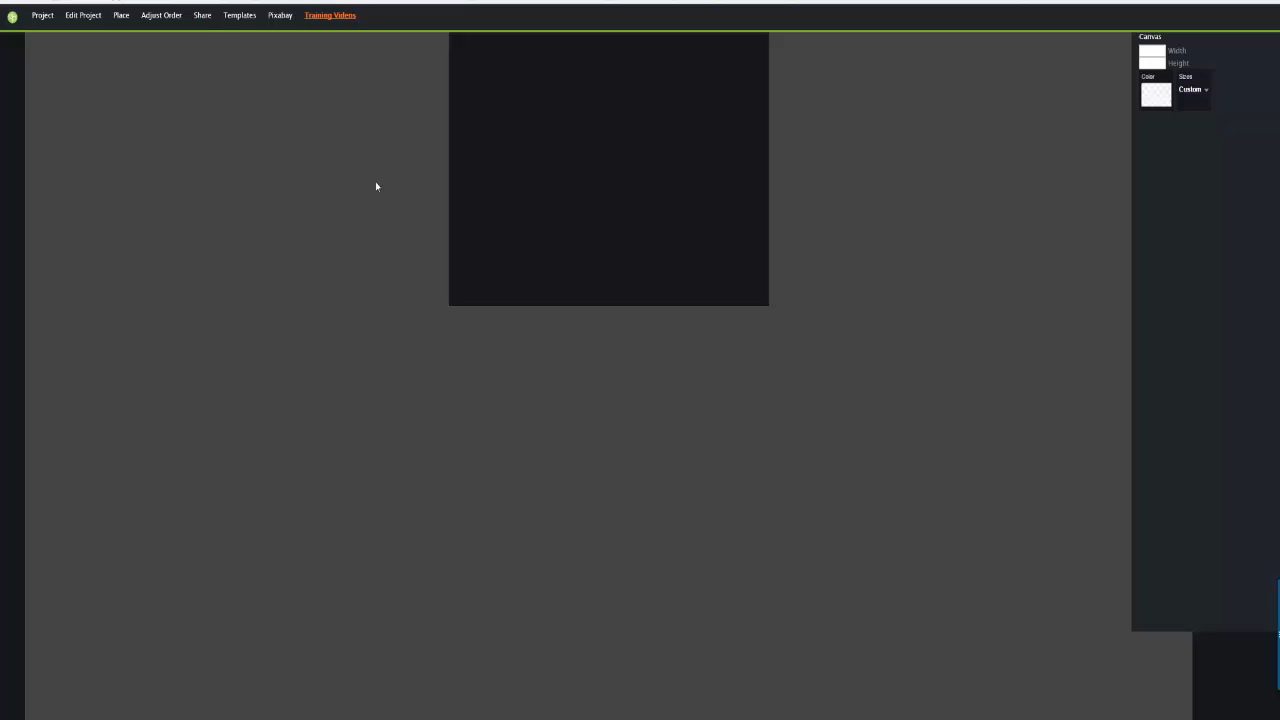 Project Edit Project Place Adjust Order Share Templates Pixabay Training Videos
Canvas
Width
Height
Color Sizes
Custom